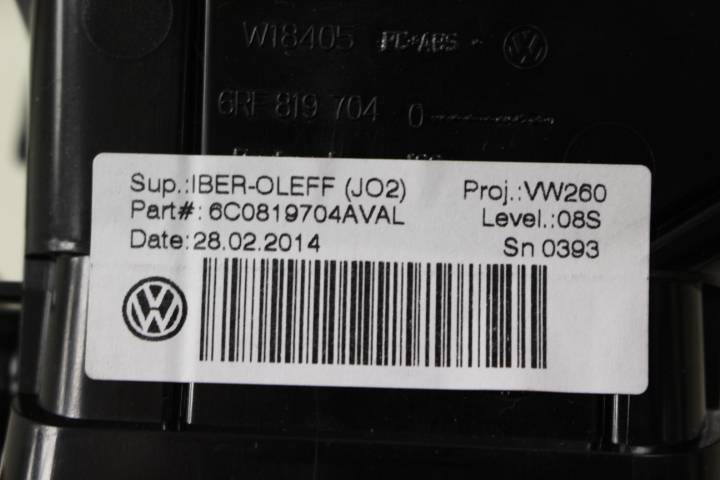 W18405 PC+ABS
6RF 819 704
Sup.:IBER-OLEFF (JO2) Proj.:VW260
Part#: 6C0819704AVAL Level.:08S
Date:28.02.2014 Sn 0393